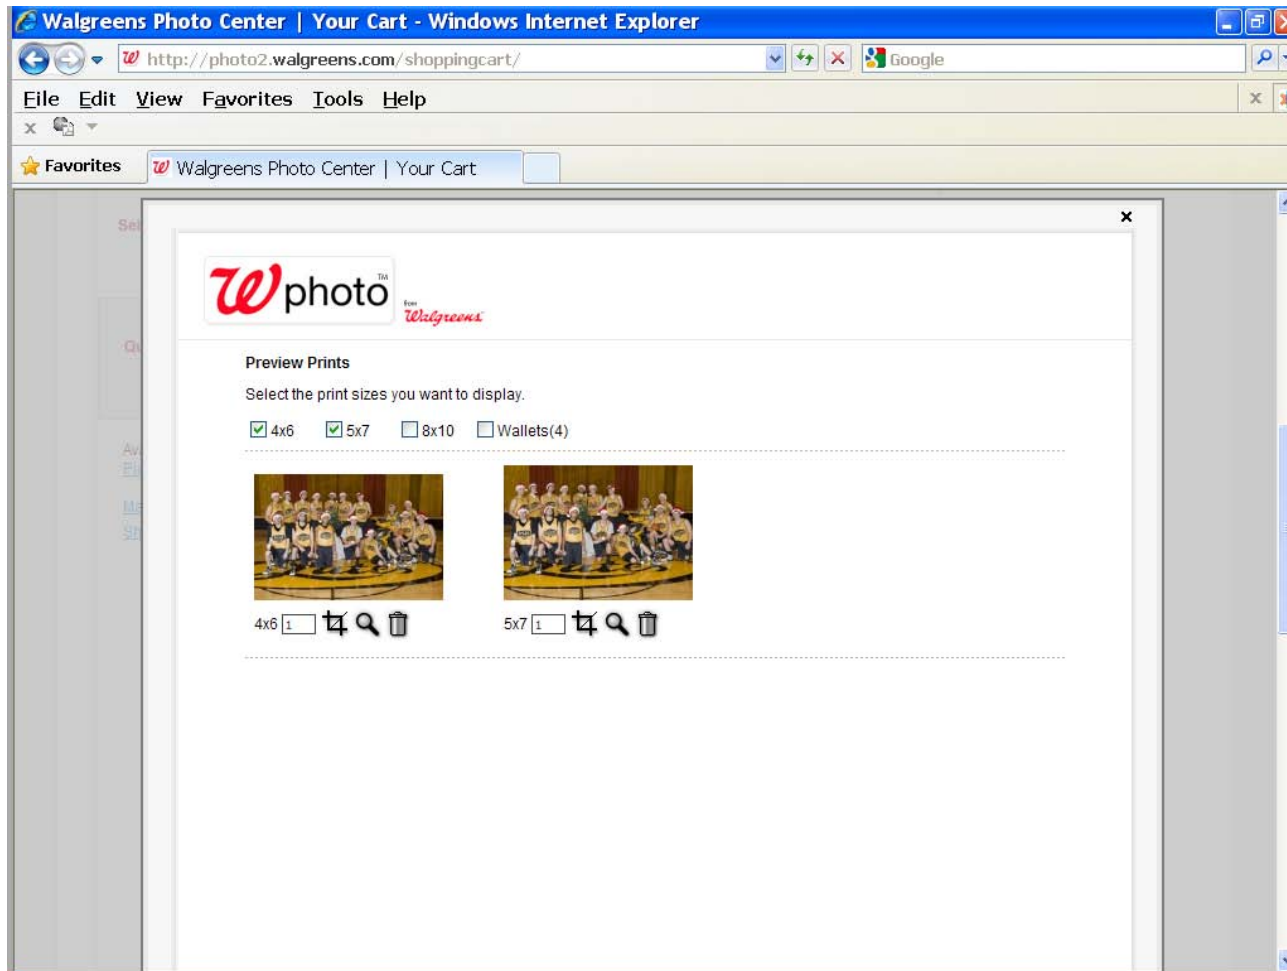 Walgreens Photo Center | Your Cart - Windows Internet Explorer
http://photo2.walgreens.com/shoppingcart/
Google
File Edit View Favorites Tools Help
Favorites
Walgreens Photo Center | Your Cart
W photo™
from
Walgreens
Preview Prints
Select the print sizes you want to display.
4x6 5x7 8x10 Wallets(4)
4x6 1
5x7 1